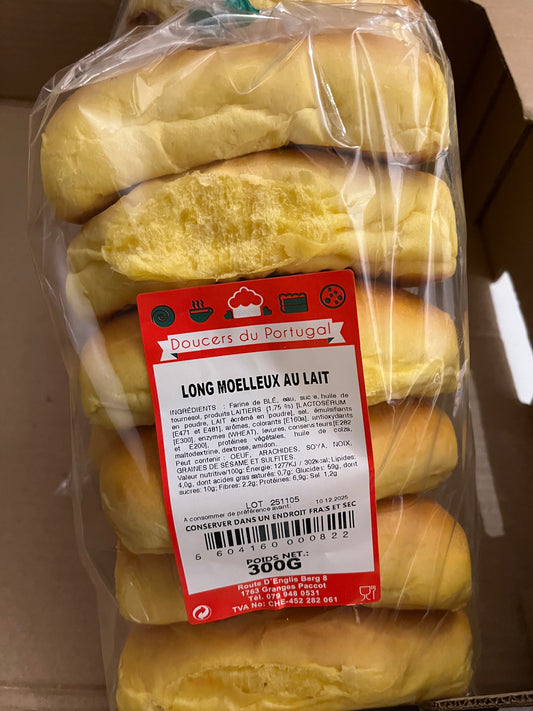 Doucers du Portugal
LONG MOELLEUX AU LAIT
INGRÉDIENTS : Farine de BLÉ, eau, sucre, huile de
tournesol, produits LAITIERS [1,75 %) [LACTOSÉRUM
en poudre, LAIT écrémé en poudre], sel, émulsifiants
[E471 et E481], arômes, colorants [E160a], antioxydants
[E300], enzymes (WHEAT), levures, conservateurs [E282
et E200], protéines végétales, huile de colza,
maltodextrine, dextrose, amidon.
Peut contenir : OEUF, ARACHIDES, SOYA, NOIX,
GRAINES DE SÉSAME ET SULFITES.
Valeur nutritive/100g: Énergie: 1277KJ / 302kcal; Lipides:
4,0g, dont acides gras saturés: 0,7g; Glucides: 59g, dont
sucres: 10g; Fibres: 2,2g; Protéines: 6,9g; Sel 1,2g
LOT 251105
A consommer de préférence avant: 10.12.2025
CONSERVER DANS UN ENDROIT FRAIS ET SEC
5 604160 000822
POIDS NET.:
300G
Route D'Englis Berg 8
1763 Granges Paccot
Tél. 079 948 0531
TVA No: CHE-452 282 061